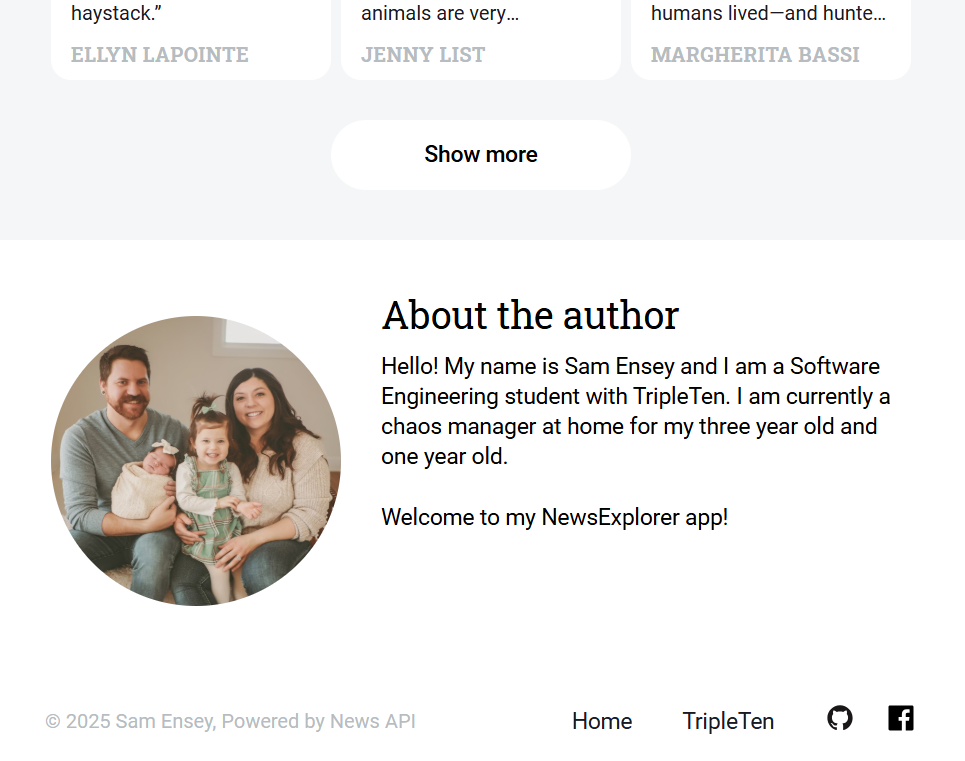 haystack.”
animals are very…
humans lived—and hunte…
ELLYN LAPOINTE
JENNY LIST
MARGHERITA BASSI
Show more
About the author
Hello! My name is Sam Ensey and I am a Software
Engineering student with TripleTen. I am currently a
chaos manager at home for my three year old and
one year old.
Welcome to my NewsExplorer app!
© 2025 Sam Ensey, Powered by News API
Home
TripleTen